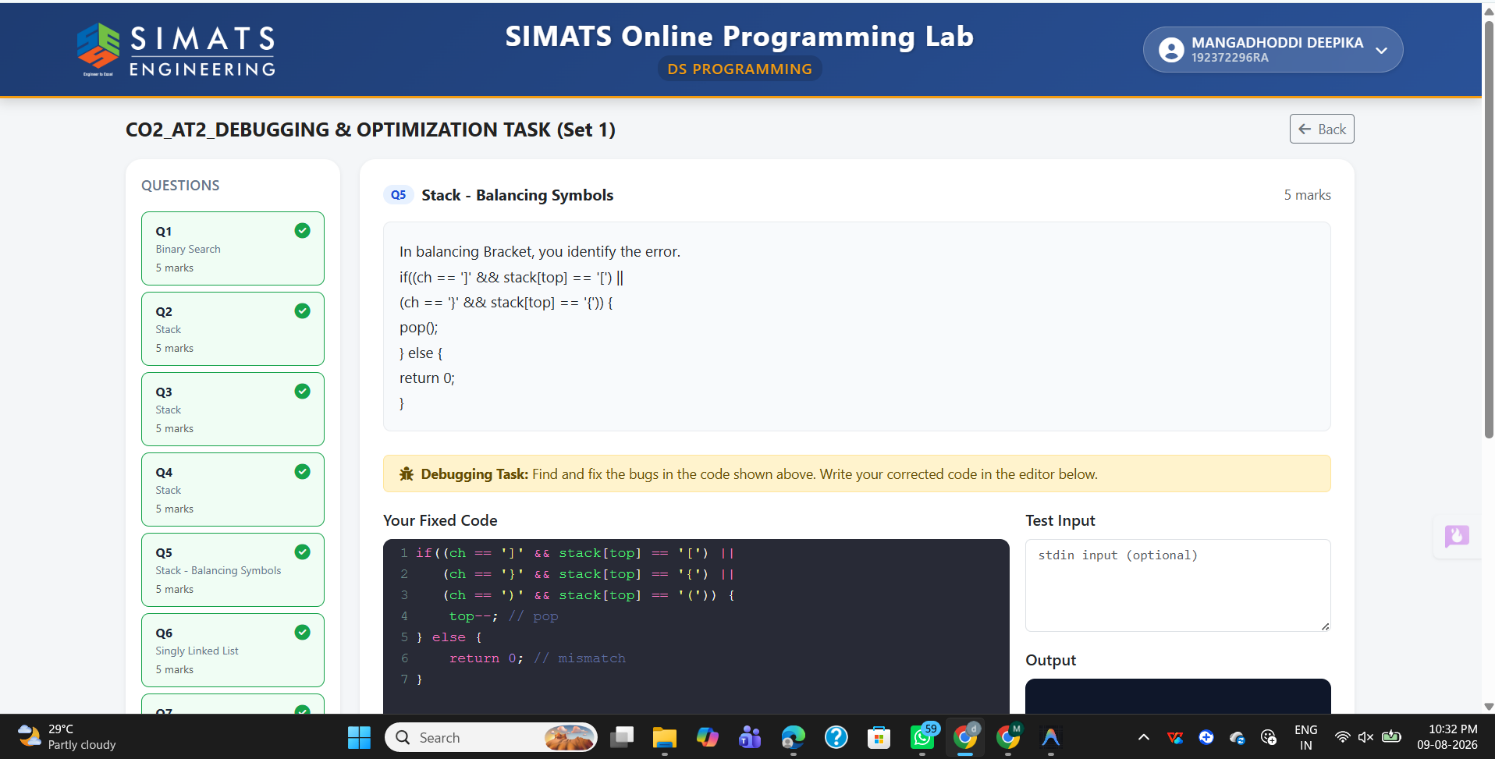 SIMATS
ENGINEERING
Engineer to Excel
SIMATS Online Programming Lab
DS PROGRAMMING
MANGADHODDI DEEPIKA
192372296RA
CO2_AT2_DEBUGGING & OPTIMIZATION TASK (Set 1)
← Back
QUESTIONS
Q1
Binary Search
5 marks
Q2
Stack
5 marks
Q3
Stack
5 marks
Q4
Stack
5 marks
Q5
Stack - Balancing Symbols
5 marks
Q6
Singly Linked List
5 marks
Q7
Q5 Stack - Balancing Symbols
5 marks
In balancing Bracket, you identify the error.
if((ch == ']' && stack[top] == '[') ||
(ch == '}' && stack[top] == '{')) {
pop();
} else {
return 0;
}
Debugging Task: Find and fix the bugs in the code shown above. Write your corrected code in the editor below.
Your Fixed Code
1 if((ch == ']' && stack[top] == '[') ||
2 (ch == '}' && stack[top] == '{') ||
3 (ch == ')' && stack[top] == '(')) {
4 top--; // pop
5 } else {
6 return 0; // mismatch
7 }
Test Input
stdin input (optional)
Output
29°C
Partly cloudy
Search
59
d
M
ENG
IN
10:32 PM
09-08-2026